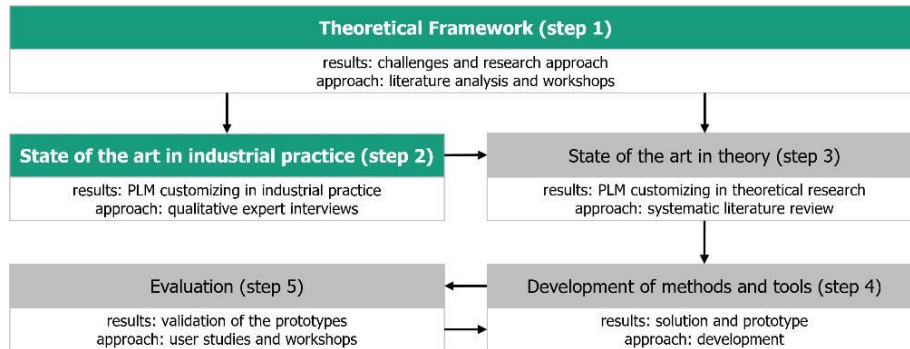 Theoretical Framework (step 1)
results: challenges and research approach
approach: literature analysis and workshops
State of the art in industrial practice (step 2)
results: PLM customizing in industrial practice
approach: qualitative expert interviews
State of the art in theory (step 3)
results: PLM customizing in theoretical research
approach: systematic literature review
Evaluation (step 5)
results: validation of the prototypes
approach: user studies and workshops
Development of methods and tools (step 4)
results: solution and prototype
approach: development